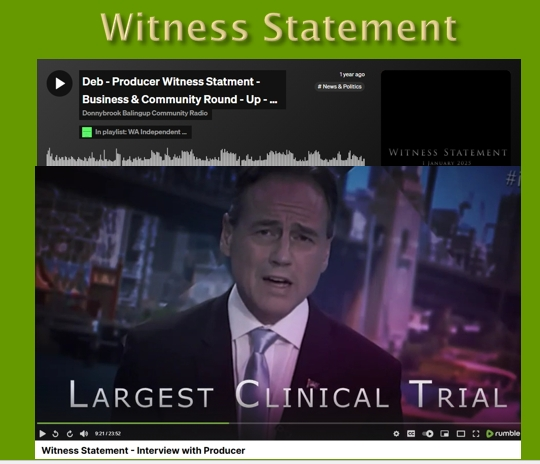 Witness Statement
Deb - Producer Witness Statment -
Business & Community Round - Up - ...
Donnybrook Balingup Community Radio
In playlist: WA Independent ...
1 year ago
# News & Politics
WITNESS STATEMENT
1 JANUARY 2025
LARGEST CLINICAL TRIAL
9:21 / 23:52
rumble
Witness Statement - Interview with Producer